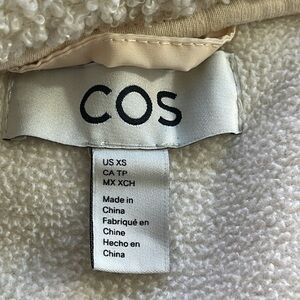 COS
US XS
CA TP
MX XCH
Made in
China
Fabriqué en
Chine
Hecho en
China